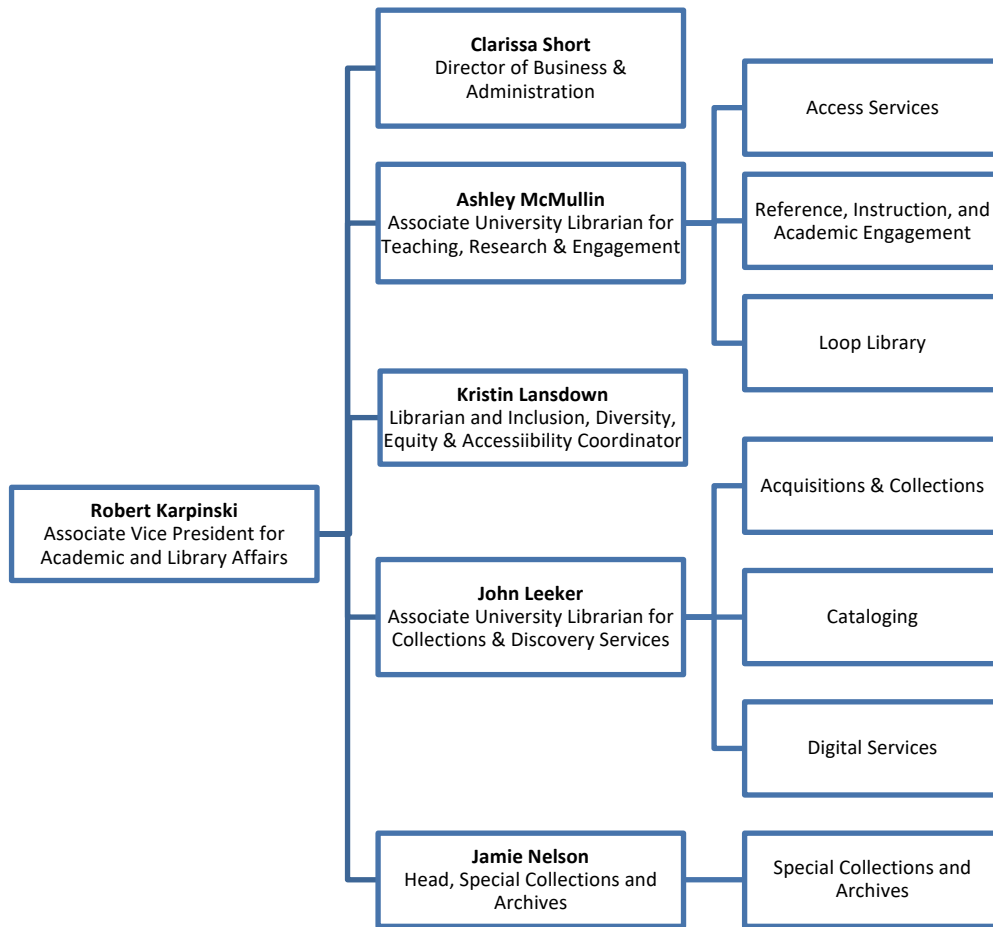 Clarissa Short
Director of Business &
Administration
Access Services
Ashley McMullin
Associate University Librarian for
Teaching, Research & Engagement
Reference, Instruction, and
Academic Engagement
Loop Library
Kristin Lansdown
Librarian and Inclusion, Diversity,
Equity & Accessiibility Coordinator
Robert Karpinski
Associate Vice President for
Academic and Library Affairs
Acquisitions & Collections
John Leeker
Associate University Librarian for
Collections & Discovery Services
Cataloging
Digital Services
Jamie Nelson
Head, Special Collections and
Archives
Special Collections and
Archives